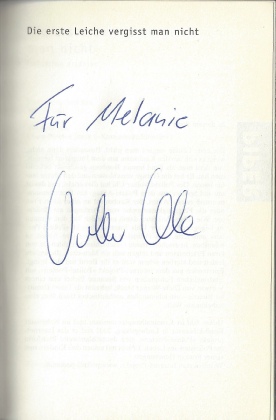 Die erste Leiche vergisst man nicht
Für Melanie